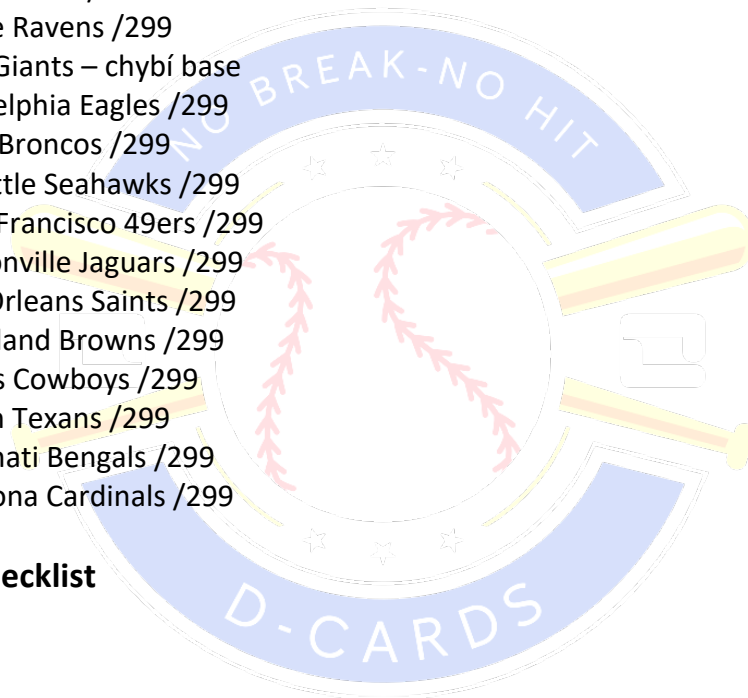 e Ravens /299
Giants – chybí base
elphia Eagles /299
Broncos /299
ttle Seahawks /299
Francisco 49ers /299
onville Jaguars /299
Orleans Saints /299
land Browns /299
s Cowboys /299
n Texans /299
nati Bengals /299
ona Cardinals /299
ecklist
NO BREAK-NO HIT
D-CARDS